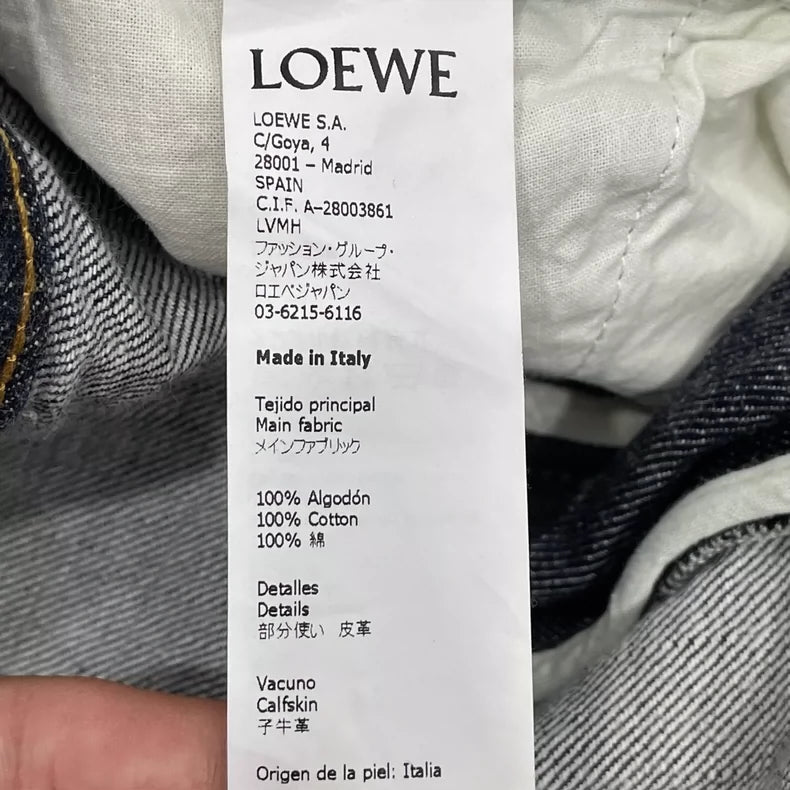 LOEWE
LOEWE S.A.
C/Goya, 4
28001 – Madrid
SPAIN
C.I.F. A-28003861
LVMH
ファッション・グループ・
ジャパン株式会社
ロエベジャパン
03-6215-6116
Made in Italy
Tejido principal
Main fabric
メインファブリック
100% Algodón
100% Cotton
100% 綿
Detalles
Details
部分使い 皮革
Vacuno
Calfskin
子牛革
Origen de la piel: Italia